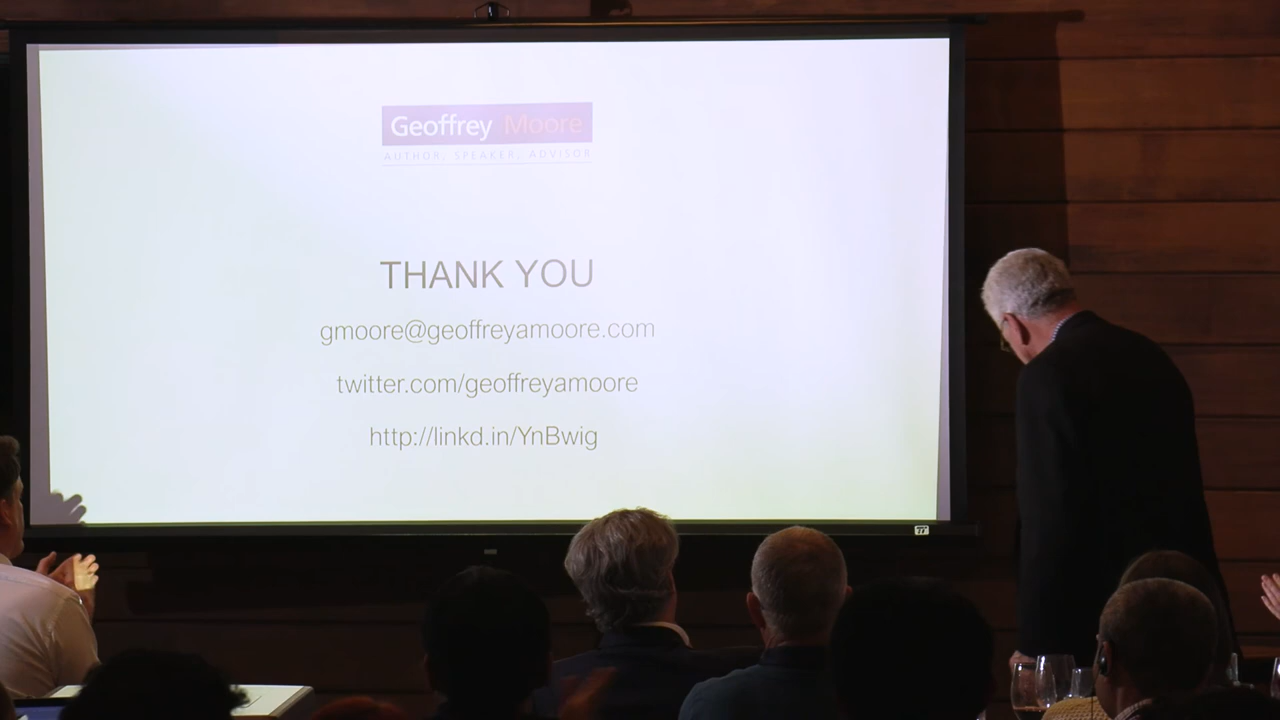 Geoffrey Moore
AUTHOR, SPEAKER, ADVISOR
THANK YOU
gmoore@geoffreyamoore.com
twitter.com/geoffreyamoore
http://linkd.in/YnBwig